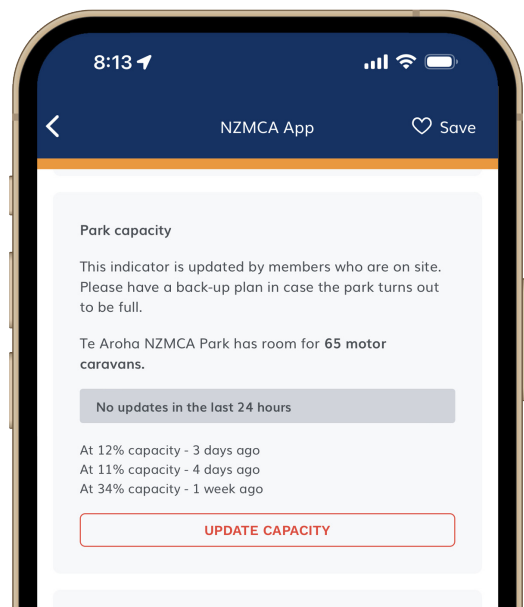 8:13
NZMCA App
Save
Park capacity
This indicator is updated by members who are on site.
Please have a back-up plan in case the park turns out
to be full.
Te Aroha NZMCA Park has room for 65 motor
caravans.
No updates in the last 24 hours
At 12% capacity - 3 days ago
At 11% capacity - 4 days ago
At 34% capacity - 1 week ago
UPDATE CAPACITY